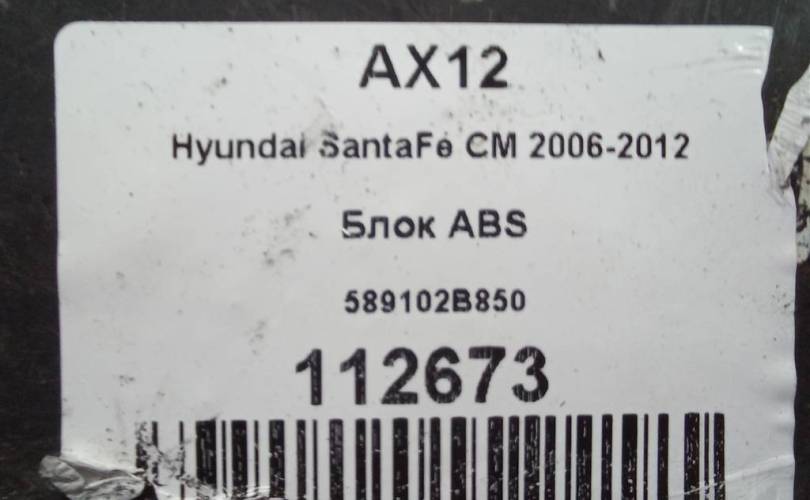 AX12
Hyundai SantaFe CM 2006-2012
Блок ABS
589102B850
112673